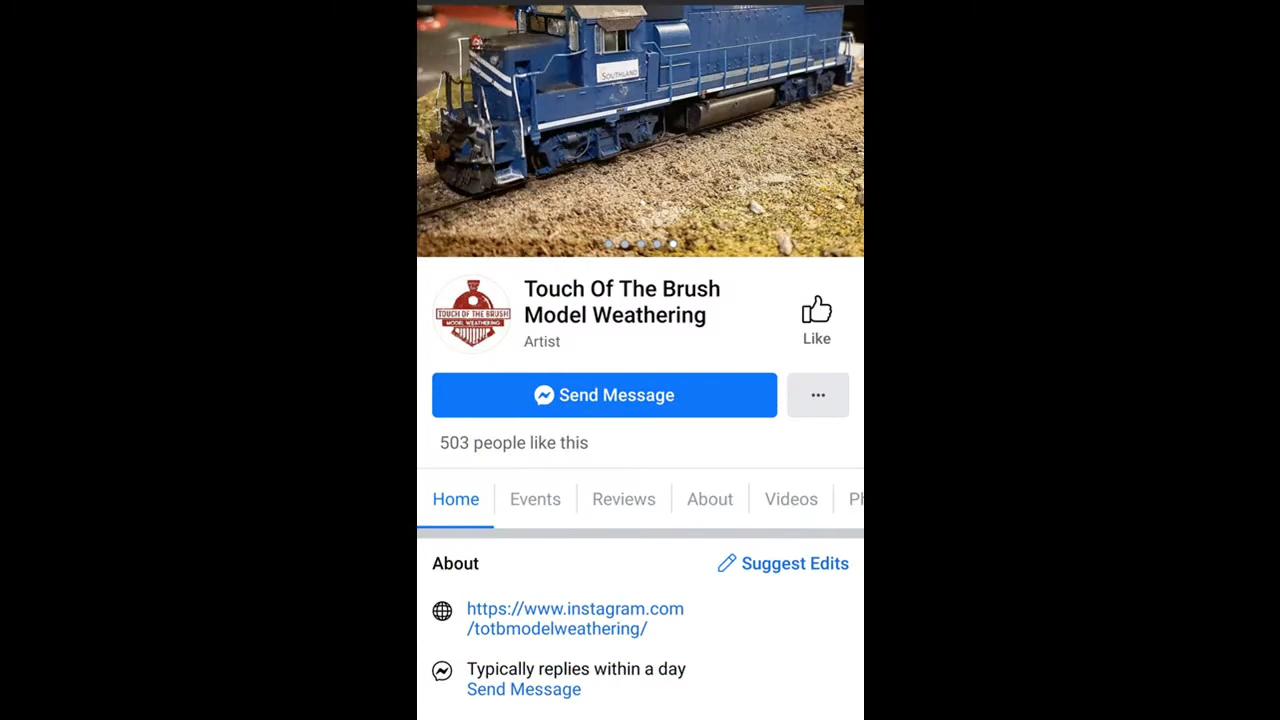 SOUTHLAND
Touch Of The Brush
Model Weathering
TOUCH OF THE BRUSH
MODEL WEATHERING
Artist
Like
Send Message
503 people like this
Home
Events
Reviews
About
Videos
Ph
About
Suggest Edits
https://www.instagram.com
/totbmodelweathering/
Typically replies within a day
Send Message